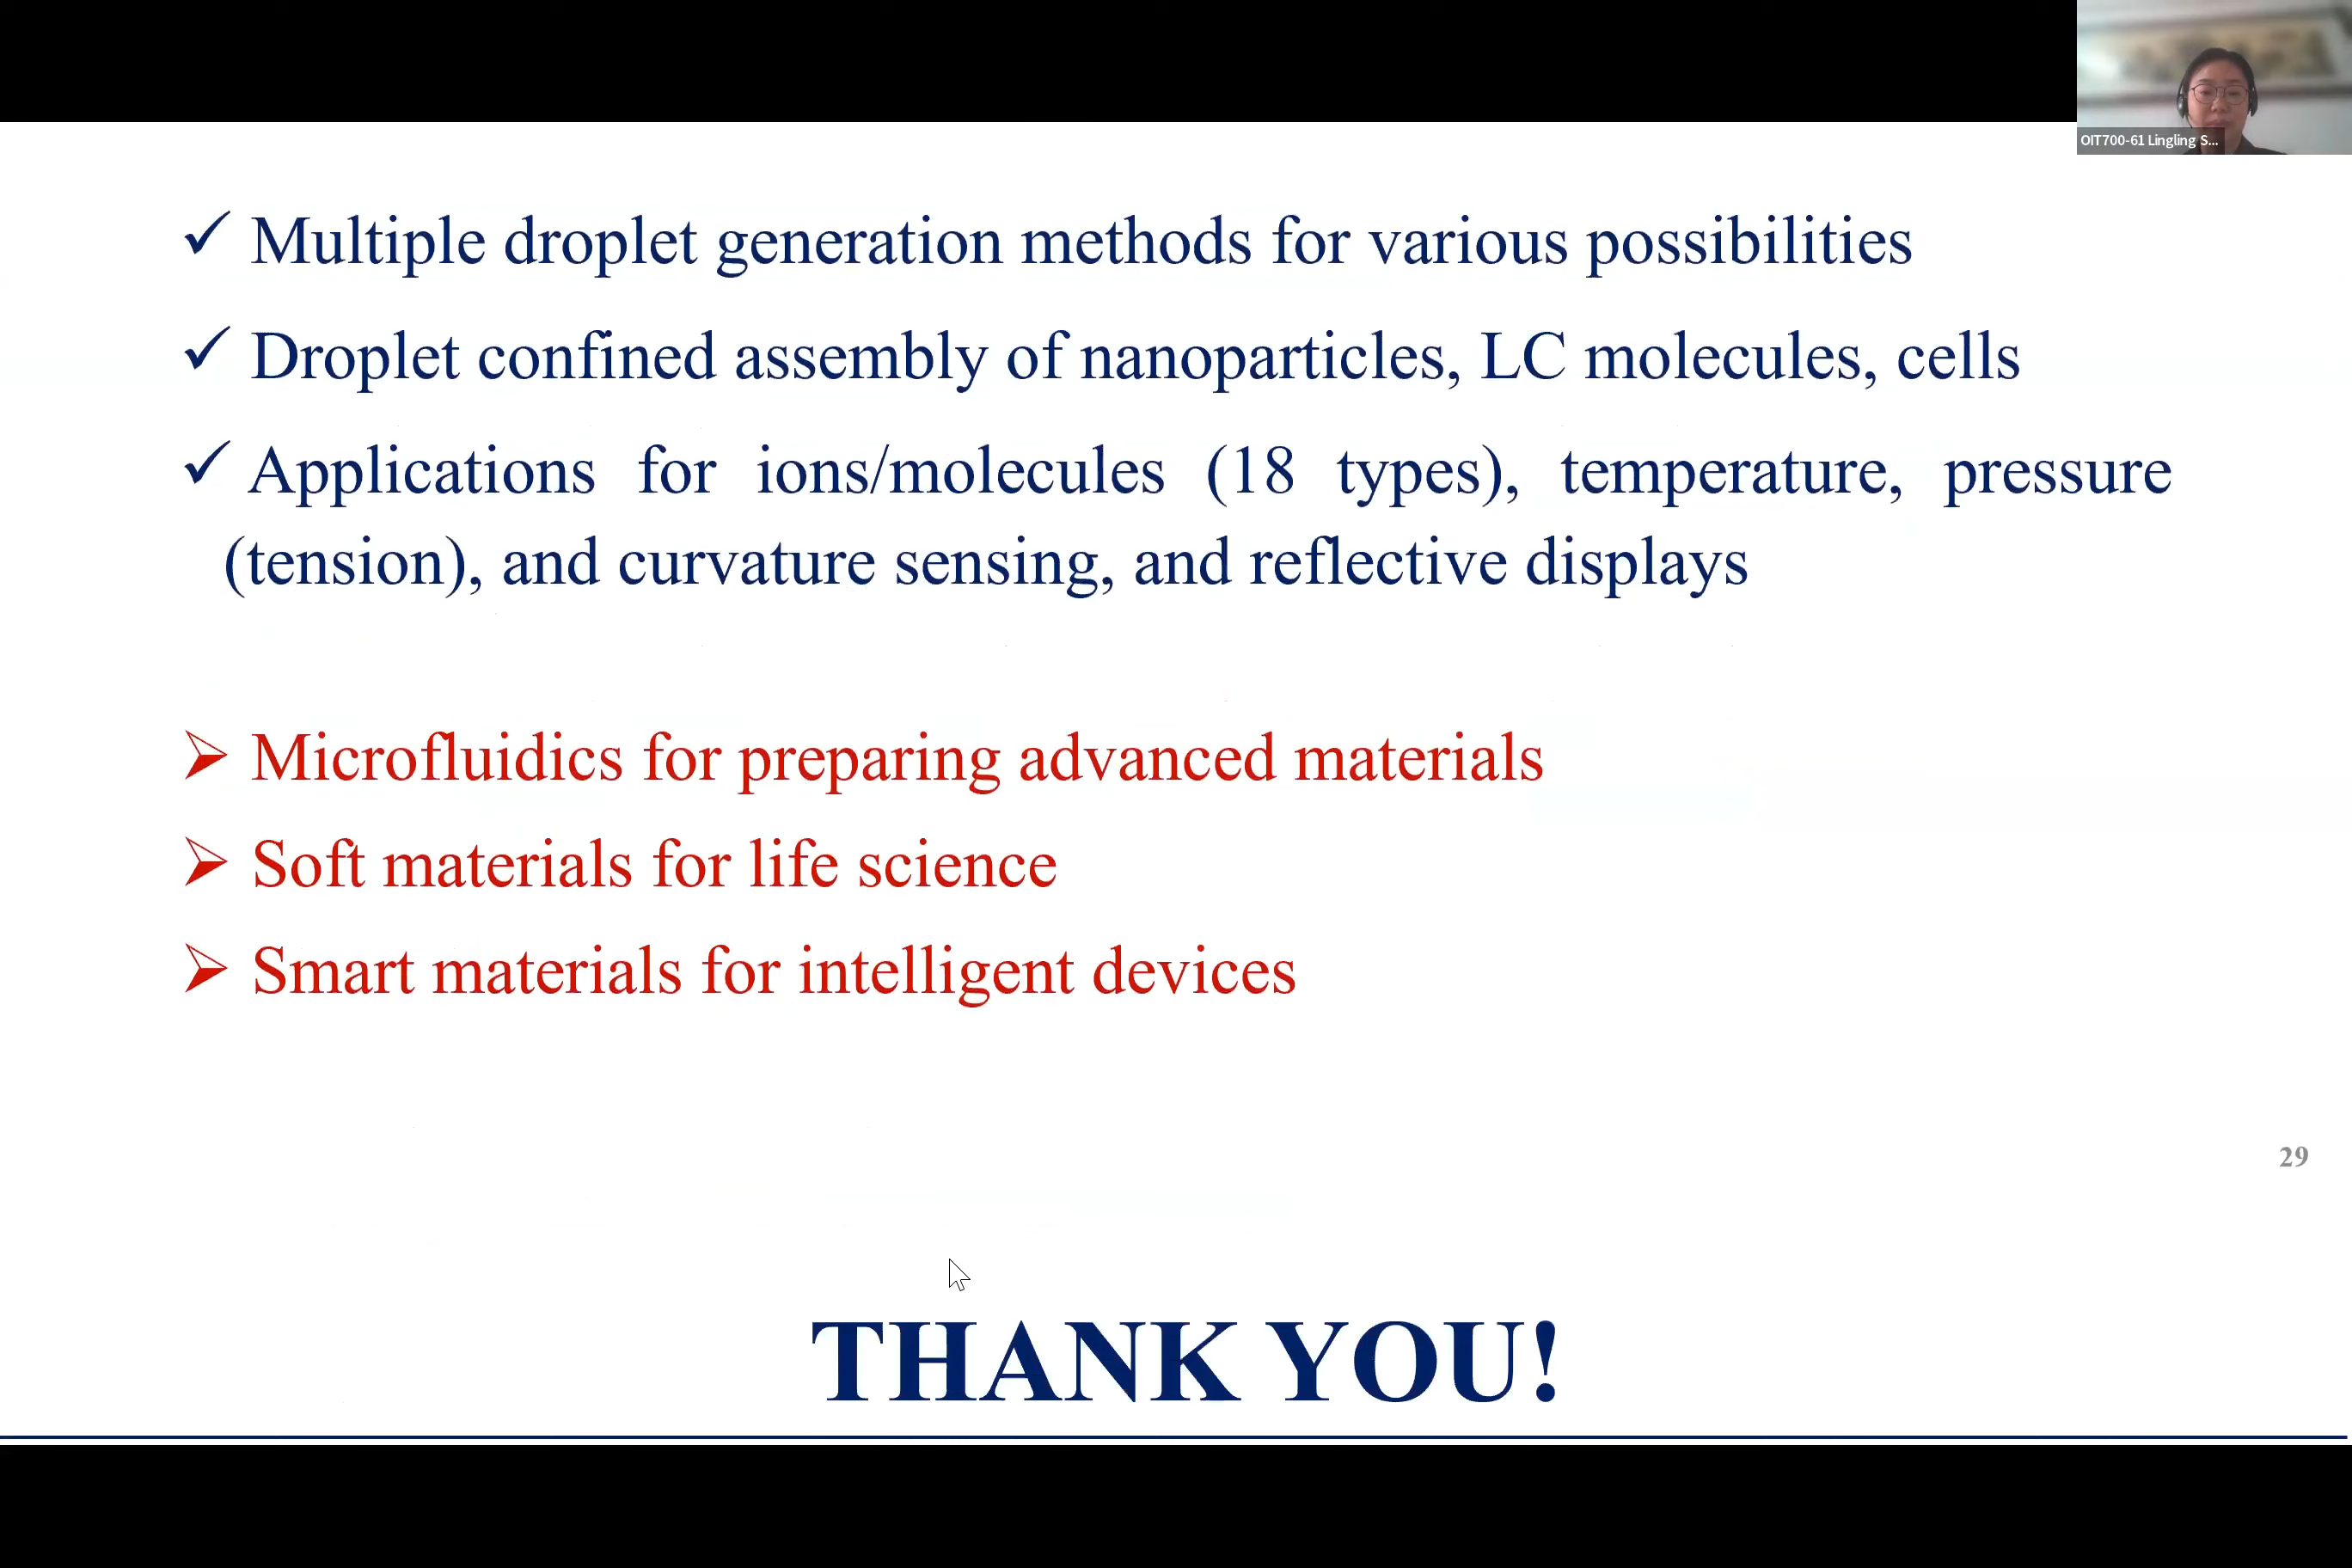 OIT700-61 Lingling S...
✓ Multiple droplet generation methods for various possibilities
✓ Droplet confined assembly of nanoparticles, LC molecules, cells
✓ Applications for ions/molecules (18 types), temperature, pressure
(tension), and curvature sensing, and reflective displays
➢ Microfluidics for preparing advanced materials
➢ Soft materials for life science
➢ Smart materials for intelligent devices
29
THANK YOU!